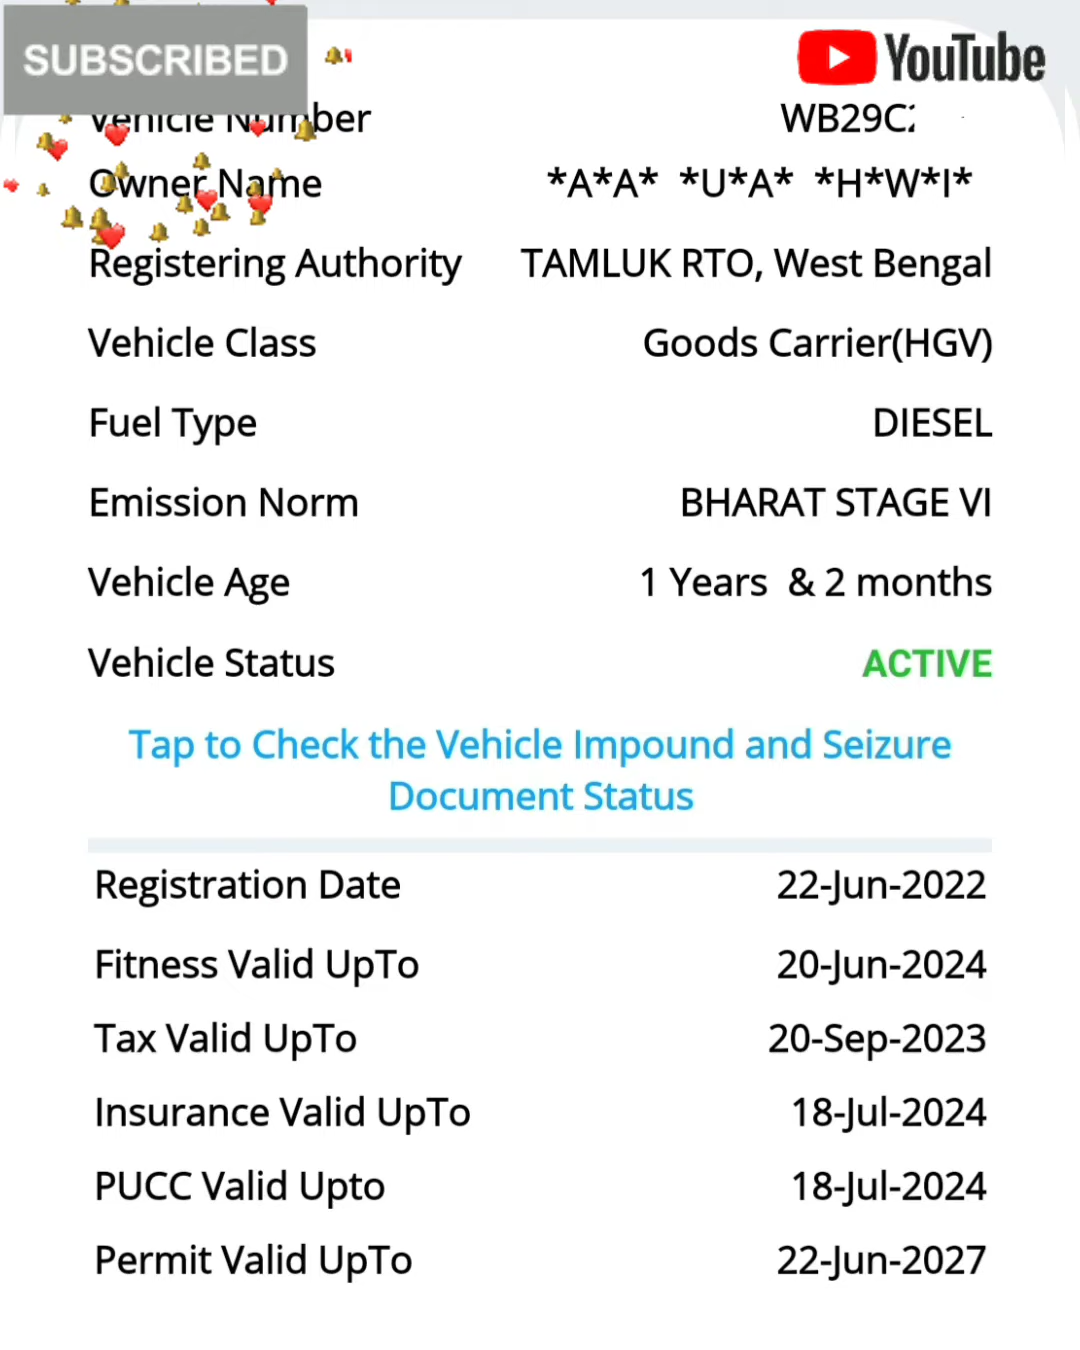 SUBSCRIBED
YouTube
Vehicle Number WB29C
Owner Name *A*A* *U*A* *H*W*I*
Registering Authority TAMLUK RTO, West Bengal
Vehicle Class Goods Carrier(HGV)
Fuel Type DIESEL
Emission Norm BHARAT STAGE VI
Vehicle Age 1 Years & 2 months
Vehicle Status ACTIVE
Tap to Check the Vehicle Impound and Seizure
Document Status
Registration Date 22-Jun-2022
Fitness Valid UpTo 20-Jun-2024
Tax Valid UpTo 20-Sep-2023
Insurance Valid UpTo 18-Jul-2024
PUCC Valid Upto 18-Jul-2024
Permit Valid UpTo 22-Jun-2027